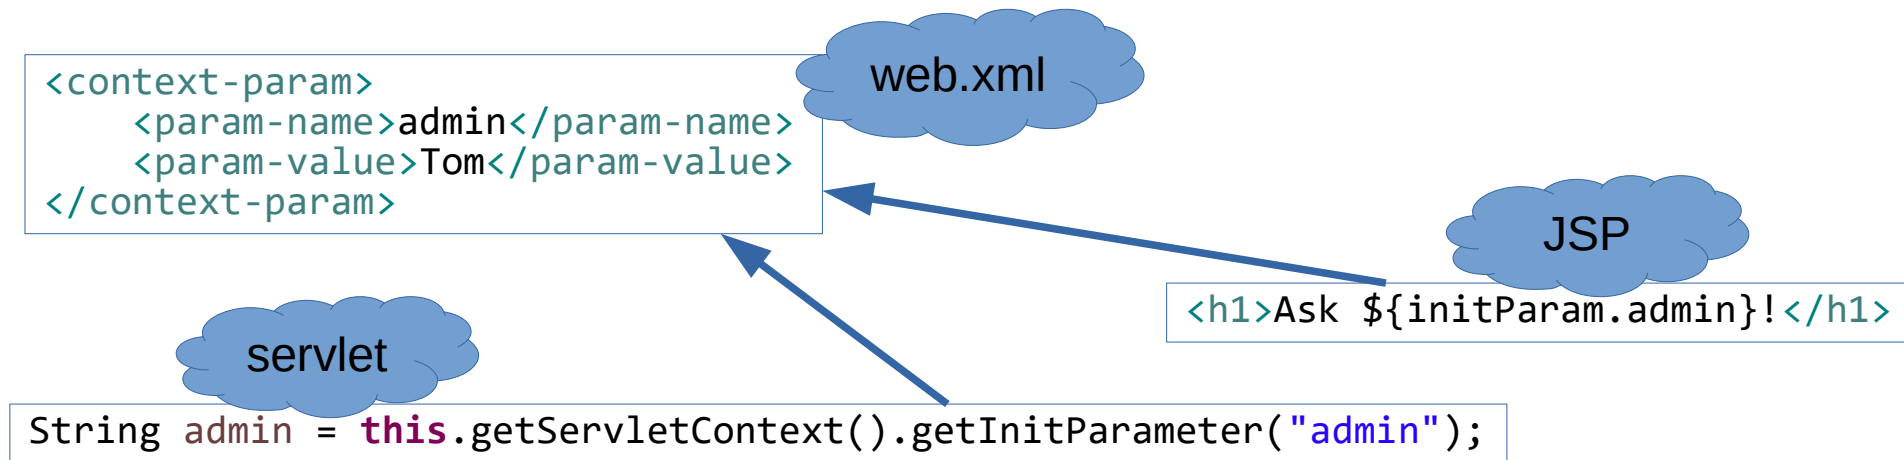 web.xml
<context-param>
    <param-name>admin</param-name>
    <param-value>Tom</param-value>
</context-param>
JSP
<h1>Ask ${initParam.admin}!</h1>
servlet
String admin = this.getServletContext().getInitParameter("admin");